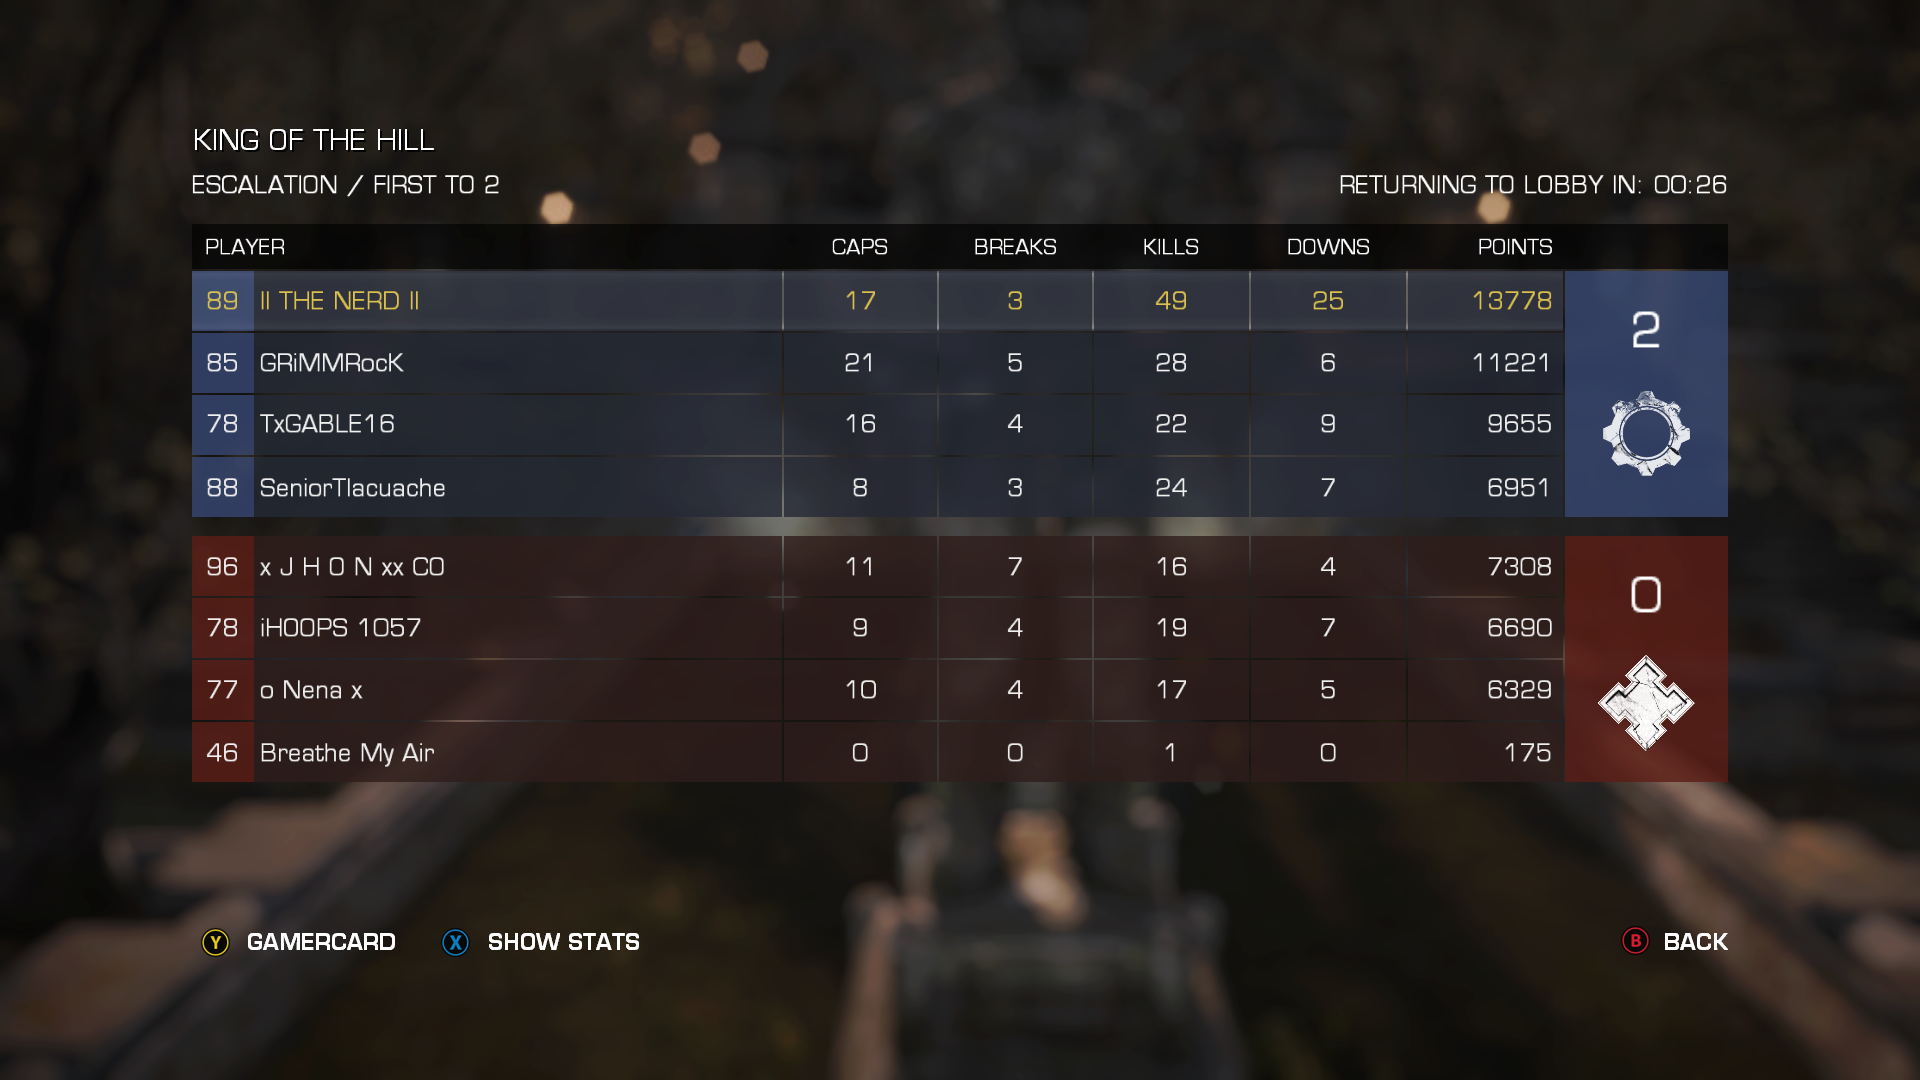 KING OF THE HILL
ESCALATION / FIRST TO 2
RETURNING TO LOBBY IN: 00:26
PLAYER CAPS BREAKS KILLS DOWNS POINTS
89 II THE NERD II 17 3 49 25 13778
2
85 GRiMMRocK 21 5 28 6 11221
78 TxGABLE16 16 4 22 9 9655
88 SeniorTlacuache 8 3 24 7 6951
96 x J H O N xx CO 11 7 16 4 7308
0
78 iHOOPS 1057 9 4 19 7 6690
77 o Nena x 10 4 17 5 6329
46 Breathe My Air 0 0 1 0 175
Y GAMERCARD X SHOW STATS B BACK